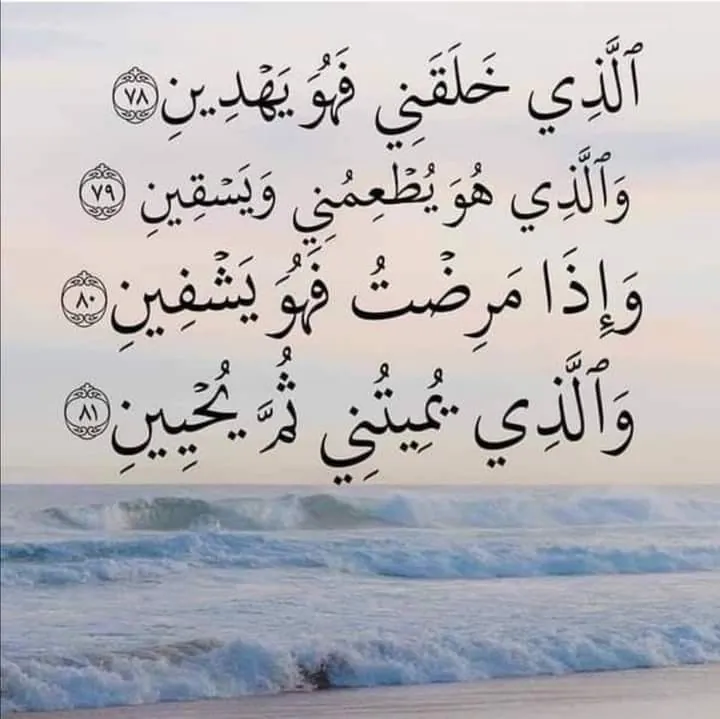 ٱلَّذِي خَلَقَنِي فَهُوَ يَهْدِينِ ٧٨
وَٱلَّذِي هُوَ يُطْعِمُنِي وَيَسْقِينِ ٧٩
وَإِذَا مَرِضْتُ فَهُوَ يَشْفِينِ ٨٠
وَٱلَّذِي يُمِيتُنِي ثُمَّ يُحْيِينِ ٨١